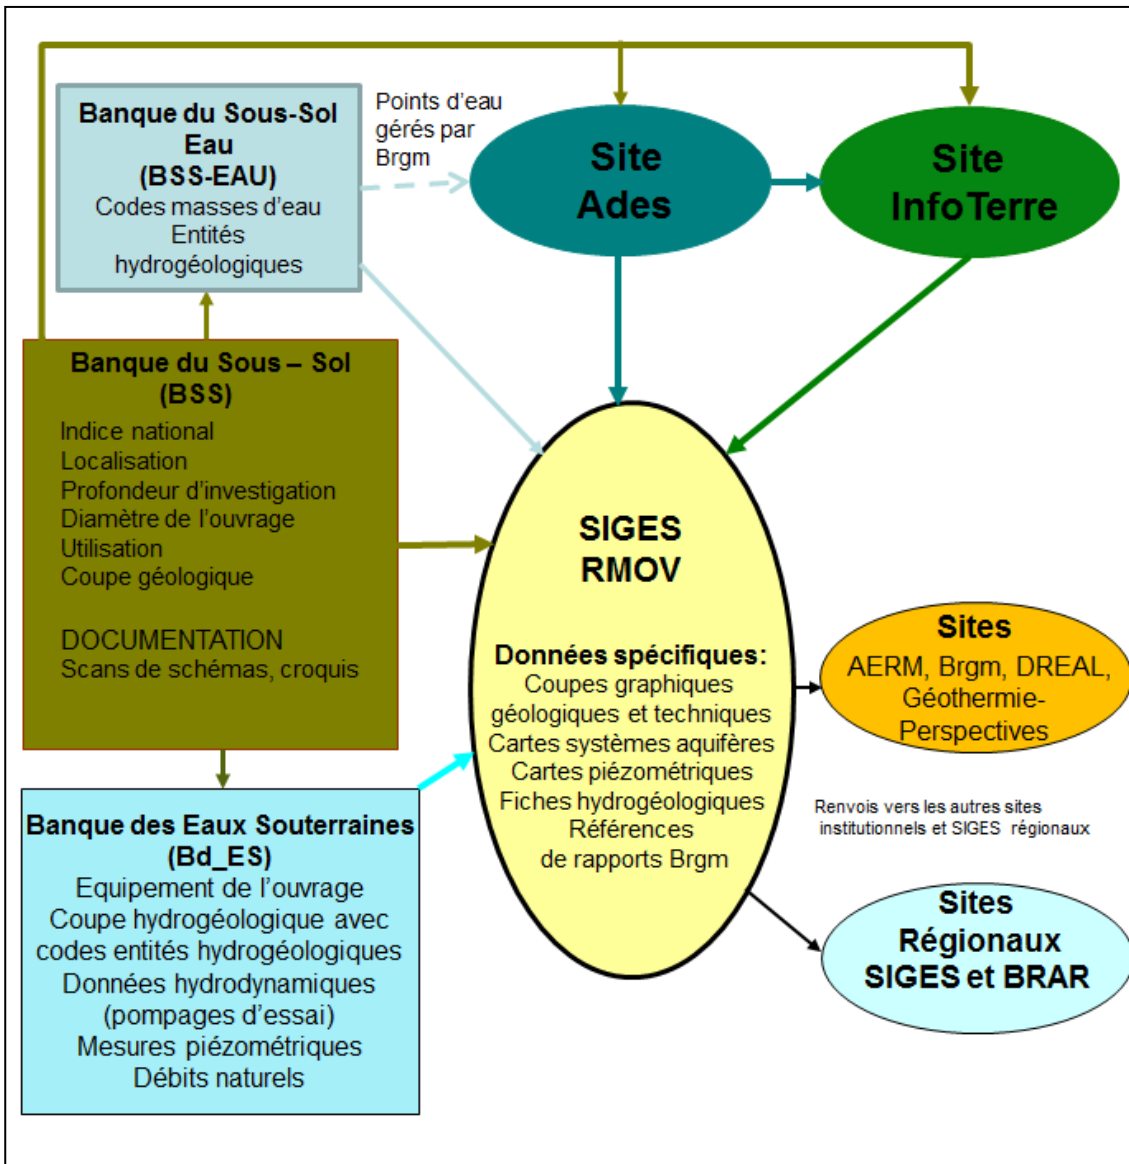 Banque du Sous-Sol
Eau
(BSS-EAU)
Codes masses d'eau
Entités
hydrogéologiques
Points d'eau
gérés par
Brgm
Site
Ades
Site
InfoTerre
Banque du Sous – Sol
(BSS)
Indice national
Localisation
Profondeur d'investigation
Diamètre de l'ouvrage
Utilisation
Coupe géologique
DOCUMENTATION
Scans de schémas, croquis
SIGES
RMOV
Données spécifiques:
Coupes graphiques
géologiques et techniques
Cartes systèmes aquifères
Cartes piézométriques
Fiches hydrogéologiques
Références
de rapports Brgm
Sites
AERM, Brgm, DREAL,
Géothermie-
Perspectives
Renvois vers les autres sites
institutionnels et SIGES régionaux
Sites
Régionaux
SIGES et BRAR
Banque des Eaux Souterraines
(Bd_ES)
Equipement de l'ouvrage
Coupe hydrogéologique avec
codes entités hydrogéologiques
Données hydrodynamiques
(pompages d'essai)
Mesures piézométriques
Débits naturels